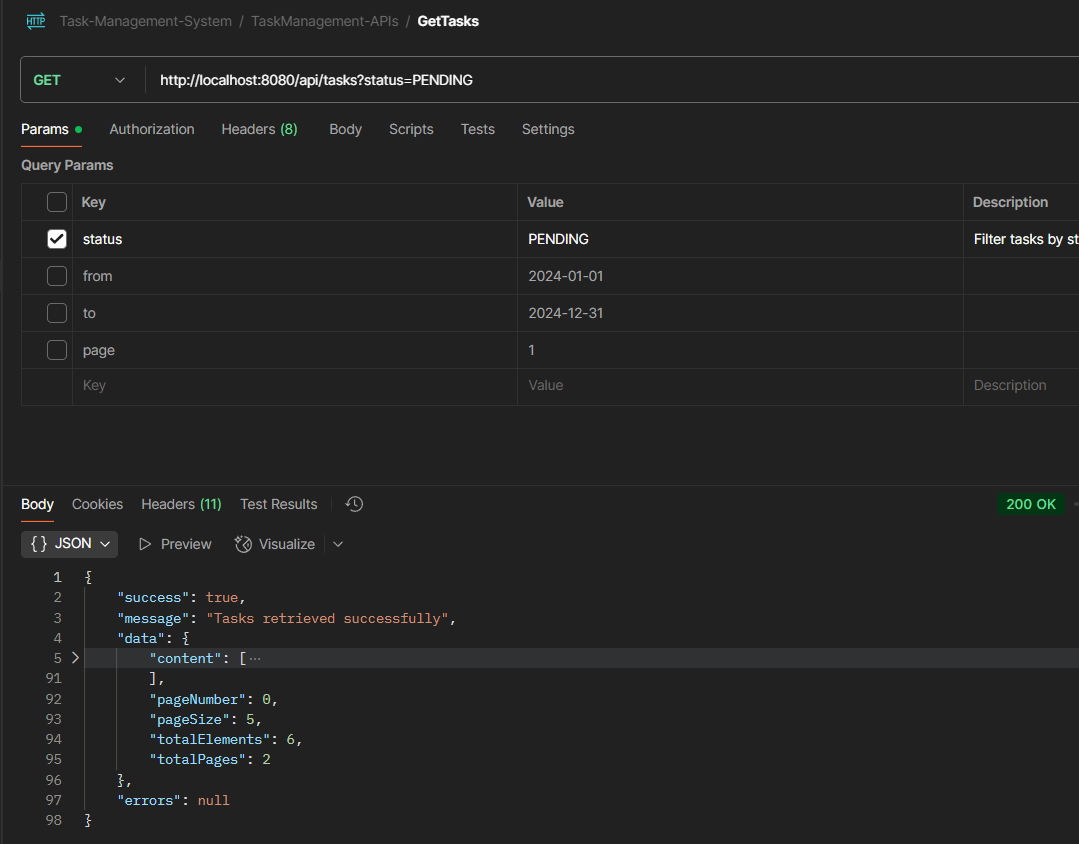 HTTP Task-Management-System / TaskManagement-APIs / GetTasks
GET http://localhost:8080/api/tasks?status=PENDING
Params Authorization Headers (8) Body Scripts Tests Settings
Query Params
Key Value Description
status PENDING Filter tasks by st
from 2024-01-01
to 2024-12-31
page 1
Key Value Description
Body Cookies Headers (11) Test Results 200 OK
{} JSON Preview Visualize
1 {
2 "success": true,
3 "message": "Tasks retrieved successfully",
4 "data": {
5 "content": [ ···
91 ],
92 "pageNumber": 0,
93 "pageSize": 5,
94 "totalElements": 6,
95 "totalPages": 2
96 },
97 "errors": null
98 }